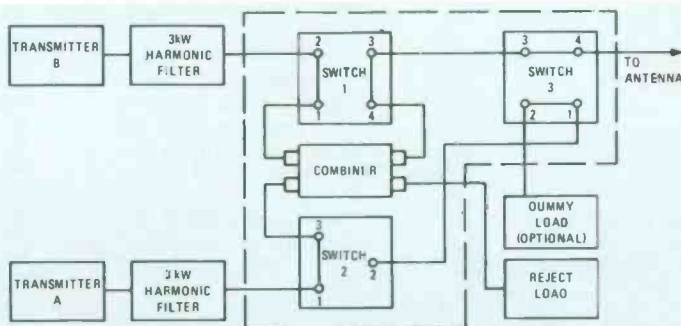 TRANSMITTER
B
3kW
HARMONIC
FILTER
2
3
SWITCH
1
1
4
3
4
SWITCH
3
2
1
TO
ANTENNA
COMBINER
3
SWITCH
2
2
1
DUMMY
LOAD
(OPTIONAL)
REJECT
LOAD
TRANSMITTER
A
3kW
HARMONIC
FILTER